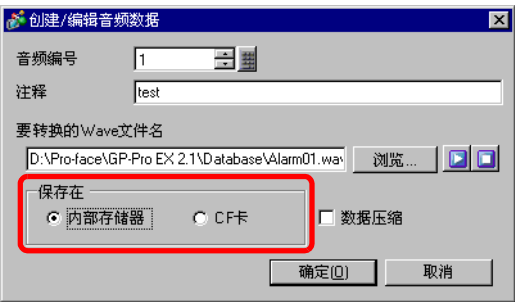 创建/编辑音频数据
音频编号 1
注释 test
要转换的Wave文件名
D:\Pro-face\GP-Pro EX 2.1\Database\Alarm01.wav 浏览...
保存在
内部存储器 CF卡 数据压缩
确定(O) 取消